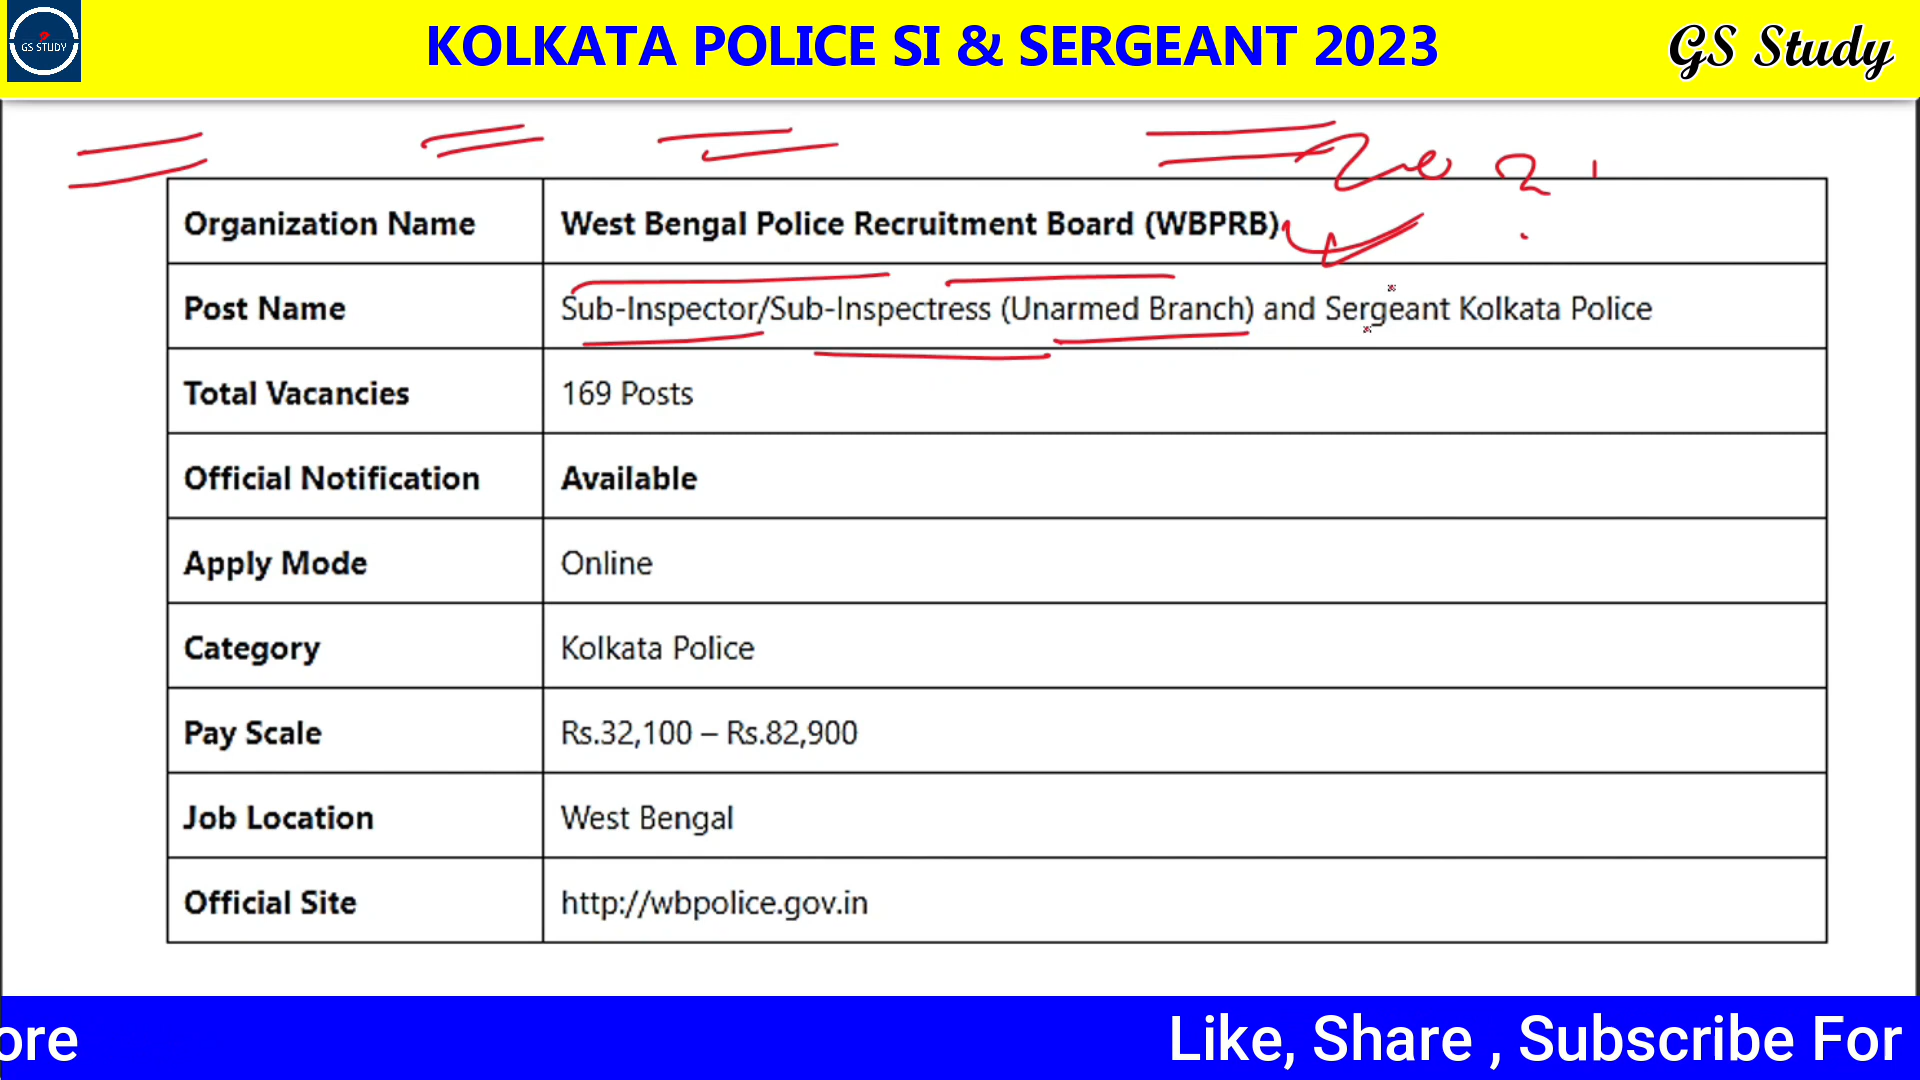 GS STUDY
KOLKATA POLICE SI & SERGEANT 2023
GS Study
Organization Name West Bengal Police Recruitment Board (WBPRB)
Post Name Sub-Inspector/Sub-Inspectress (Unarmed Branch) and Sergeant Kolkata Police
Total Vacancies 169 Posts
Official Notification Available
Apply Mode Online
Category Kolkata Police
Pay Scale Rs.32,100 – Rs.82,900
Job Location West Bengal
Official Site http://wbpolice.gov.in
ore Like, Share , Subscribe For